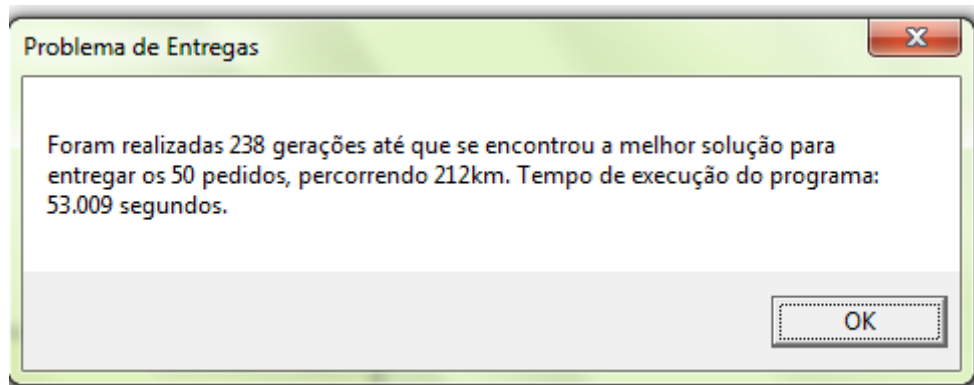 Problema de Entregas
Foram realizadas 238 gerações até que se encontrou a melhor solução para
entregar os 50 pedidos, percorrendo 212km. Tempo de execução do programa:
53.009 segundos.
OK